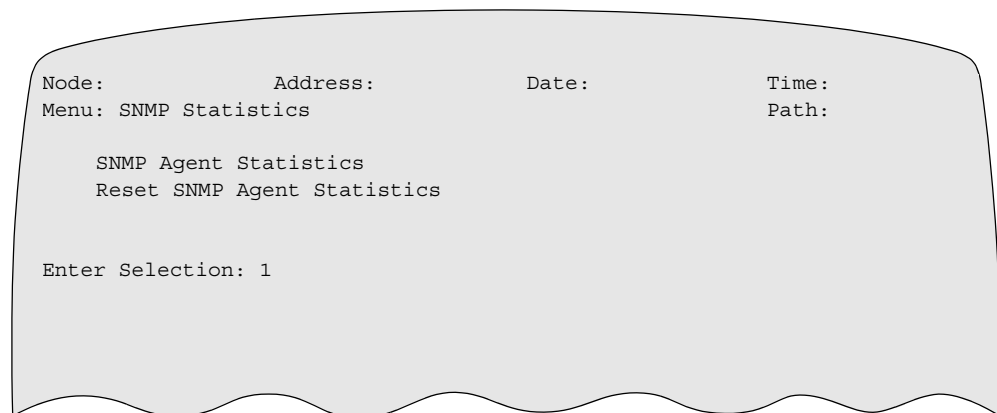 Node: Address: Date: Time:
Menu: SNMP Statistics Path:
SNMP Agent Statistics
Reset SNMP Agent Statistics
Enter Selection: 1